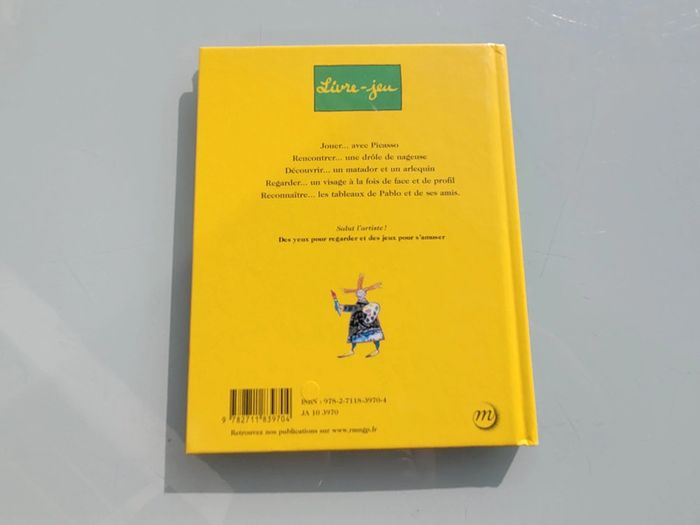 Livre-jeu
Jouer... avec Picasso
Rencontrer... une drôle de nageuse
Découvrir... un matador et un arlequin
Regarder... un visage à la fois de face et de profil
Reconnaître... les tableaux de Pablo et de ses amis.
Salut l'artiste !
Des yeux pour regarder et des jeux pour s'amuser
ISBN : 978-2-7118-3970-4
JA 10 3970
9 782711 839704
m
Retrouvez nos publications sur www.rmngp.fr